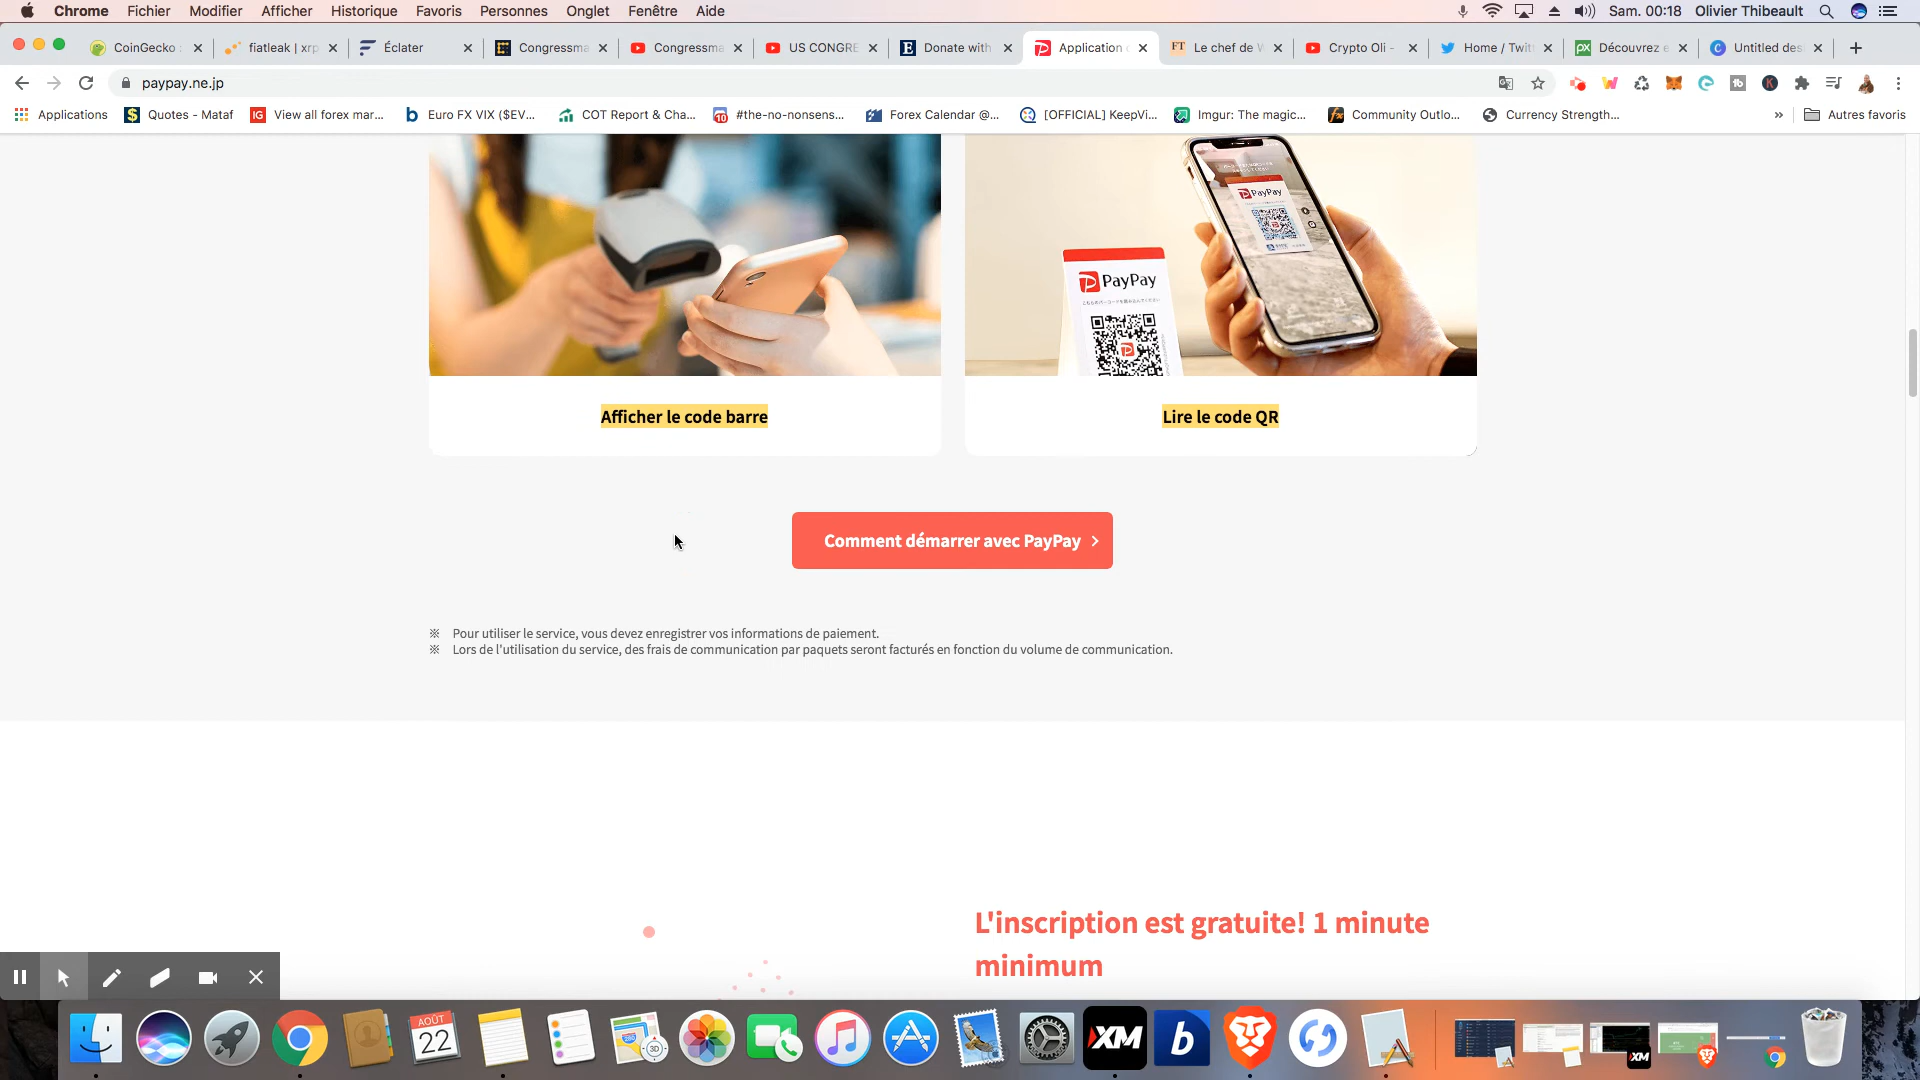 Chrome Fichier Modifier Afficher Historique Favoris Personnes Onglet Fenêtre Aide Sam. 00:18 Olivier Thibeault
CoinGecko fiatleak | xrp Éclater Congressma Congressma US CONGRE Donate with Application Le chef de Crypto Oli - Home / Twit Découvrez Untitled des
paypay.ne.jp
Applications Quotes - Mataf View all forex mar... Euro FX VIX ($EV... COT Report & Cha... #the-no-nonsens... Forex Calendar @... [OFFICIAL] KeepVi... Imgur: The magic... Community Outlo... Currency Strength... » Autres favoris
PayPay
PayPay
Afficher le code barre
Lire le code QR
Comment démarrer avec PayPay
※ Pour utiliser le service, vous devez enregistrer vos informations de paiement.
※ Lors de l'utilisation du service, des frais de communication par paquets seront facturés en fonction du volume de communication.
L'inscription est gratuite! 1 minute
minimum
AOÛT
22
XM